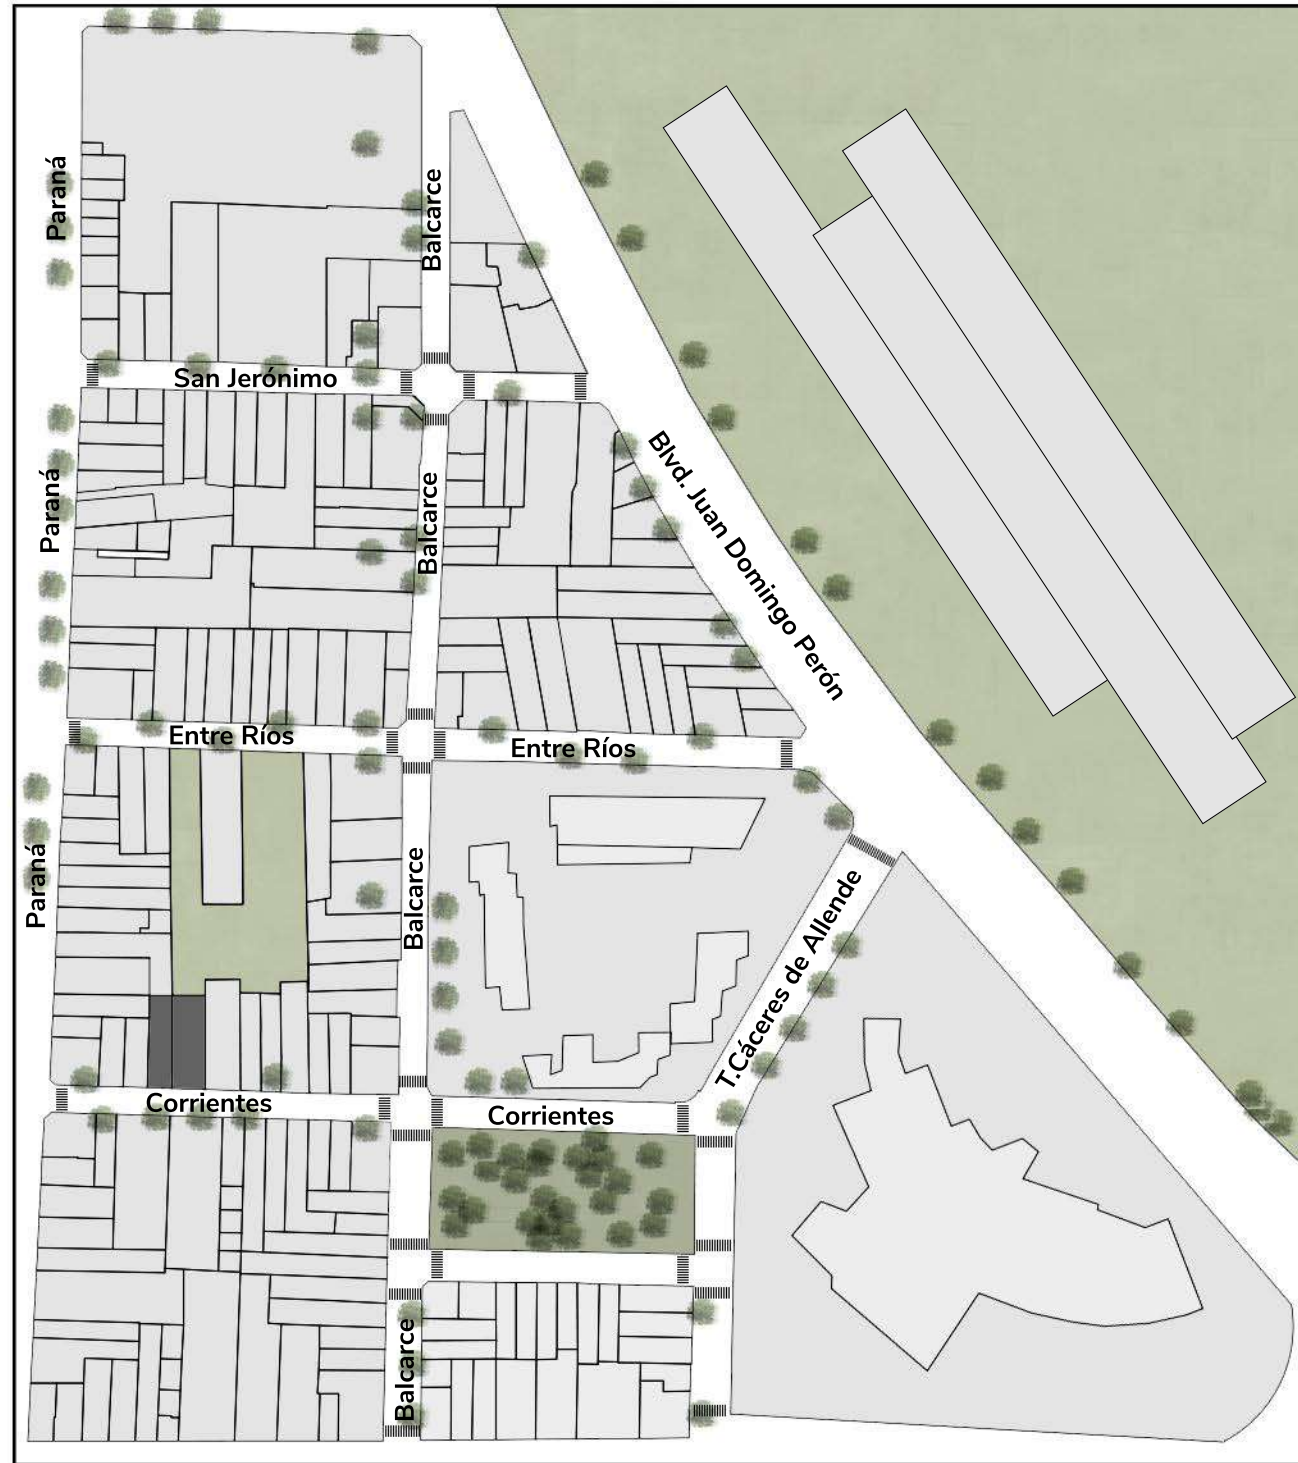 Paraná
Balcarce
San Jerónimo
Paraná
Balcarce
Blvd. Juan Domingo Perón
Entre Ríos
Entre Ríos
Paraná
Balcarce
T.Cáceres de Allende
Corrientes
Corrientes
Balcarce